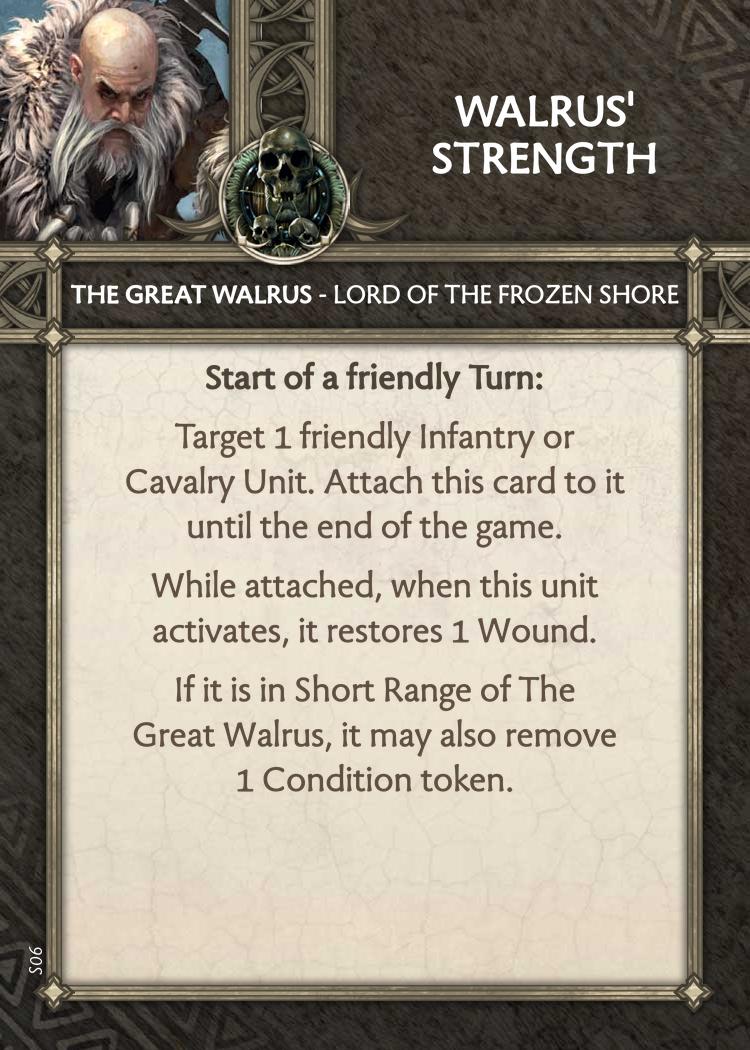 WALRUS'
STRENGTH
THE GREAT WALRUS - LORD OF THE FROZEN SHORE
Start of a friendly Turn:
Target 1 friendly Infantry or
Cavalry Unit. Attach this card to it
until the end of the game.
While attached, when this unit
activates, it restores 1 Wound.
If it is in Short Range of The
Great Walrus, it may also remove
1 Condition token.
S06